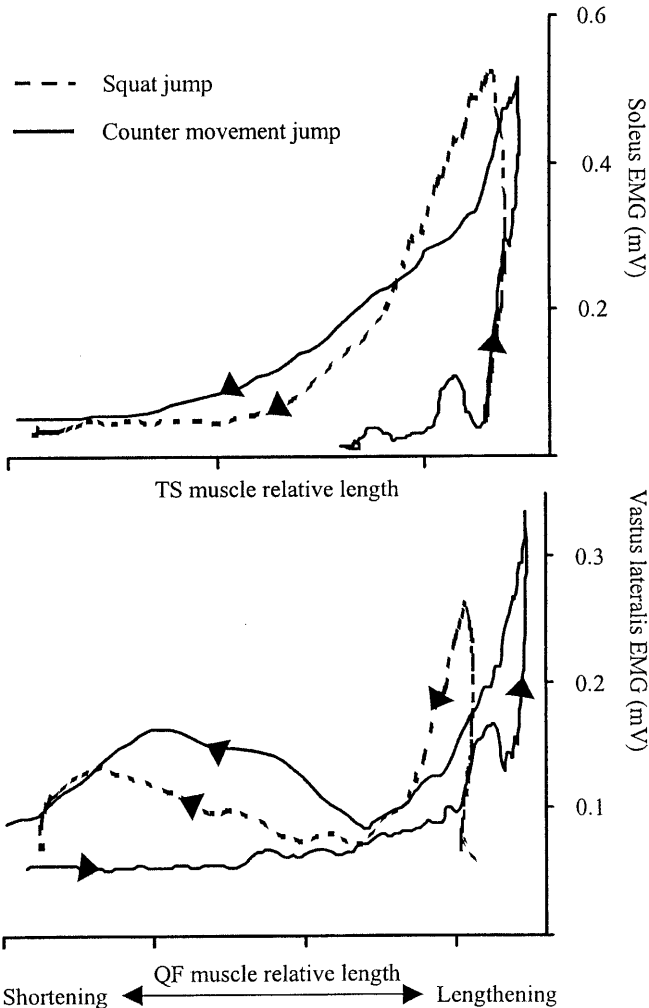 0.6
Squat jump
Counter movement jump
Soleus EMG (mV)
0.4
0.2
TS muscle relative length
Vastus lateralis EMG (mV)
0.3
0.2
0.1
QF muscle relative length
Shortening
Lengthening